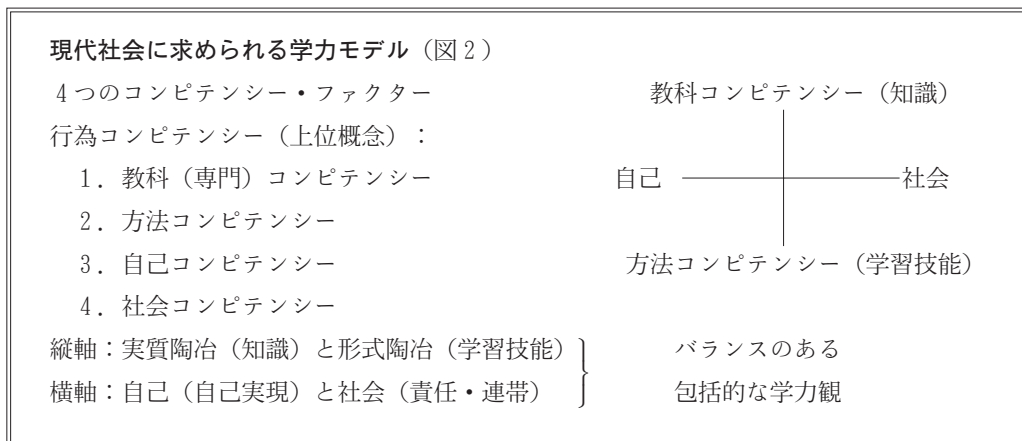 現代社会に求められる学力モデル（図２）
４つのコンピテンシー・ファクター
教科コンピテンシー（知識）
行為コンピテンシー（上位概念）：
１．教科（専門）コンピテンシー
自己
社会
２．方法コンピテンシー
３．自己コンピテンシー
方法コンピテンシー（学習技能）
４．社会コンピテンシー
縦軸：実質陶冶（知識）と形式陶冶（学習技能）
バランスのある
横軸：自己（自己実現）と社会（責任・連帯）
包括的な学力観